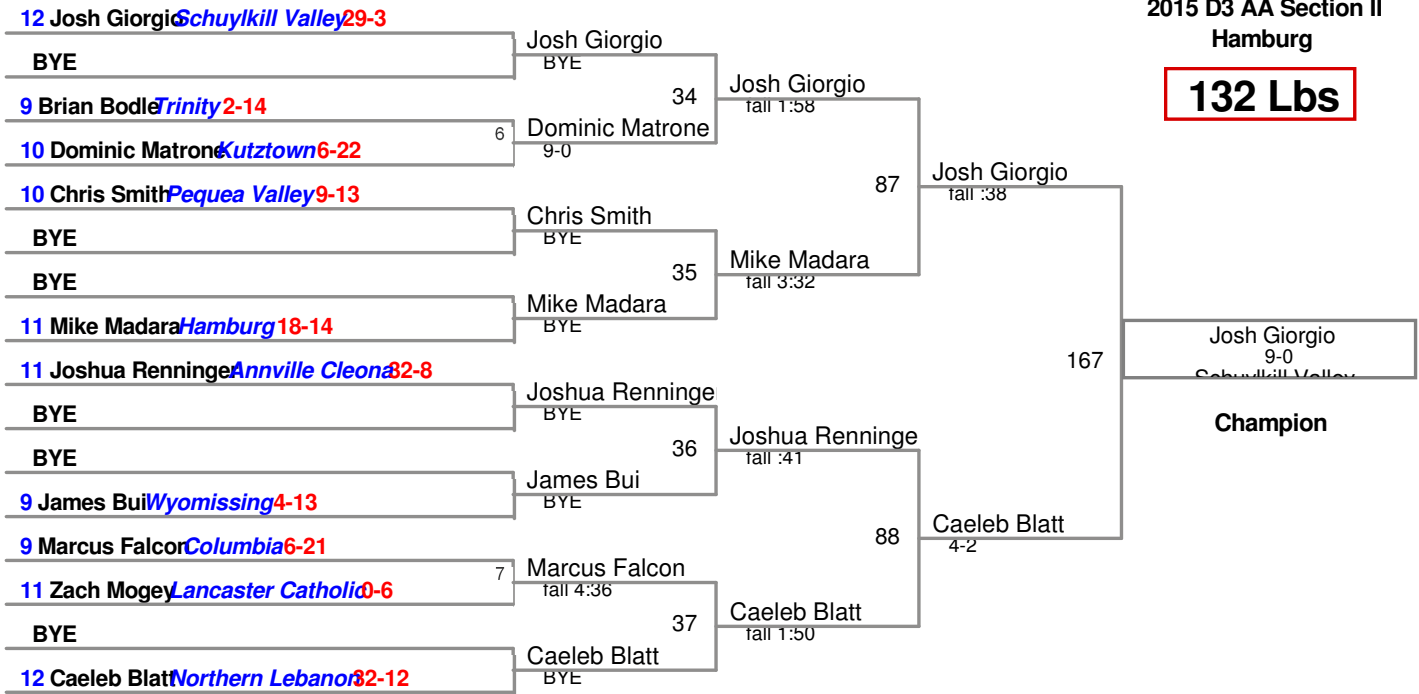 2015 D3 AA Section II
Hamburg
132 Lbs
12 Josh Giorgio Schuylkill Valley 29-3
BYE
9 Brian Bodle Trinity 2-14
10 Dominic Matrone Kutztown 6-22
10 Chris Smith Pequea Valley 9-13
BYE
BYE
11 Mike Madara Hamburg 18-14
11 Joshua Renninger Annville Cleona 32-8
BYE
BYE
9 James Bui Wyomissing 4-13
9 Marcus Falcon Columbia 6-21
11 Zach Mogey Lancaster Catholic 0-6
BYE
12 Caeleb Blatt Northern Lebanon 32-12
Josh Giorgio
BYE
6
Dominic Matrone
9-0
Chris Smith
BYE
Mike Madara
BYE
Joshua Renninge
BYE
James Bui
BYE
7
Marcus Falcon
fall 4:36
Caeleb Blatt
BYE
34
Josh Giorgio
fall 1:58
35
Mike Madara
fall 3:32
36
Joshua Renninge
fall :41
37
Caeleb Blatt
fall 1:50
87
Josh Giorgio
fall :38
88
Caeleb Blatt
4-2
167
Josh Giorgio
9-0
Schuylkill Valley
Champion